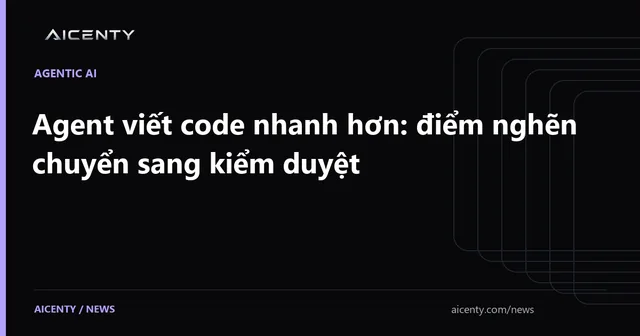 AICENTY
AGENTIC AI
Agent viết code nhanh hơn: điểm nghẽn
chuyển sang kiểm duyệt
AICENTY / NEWS
aicenty.com/news